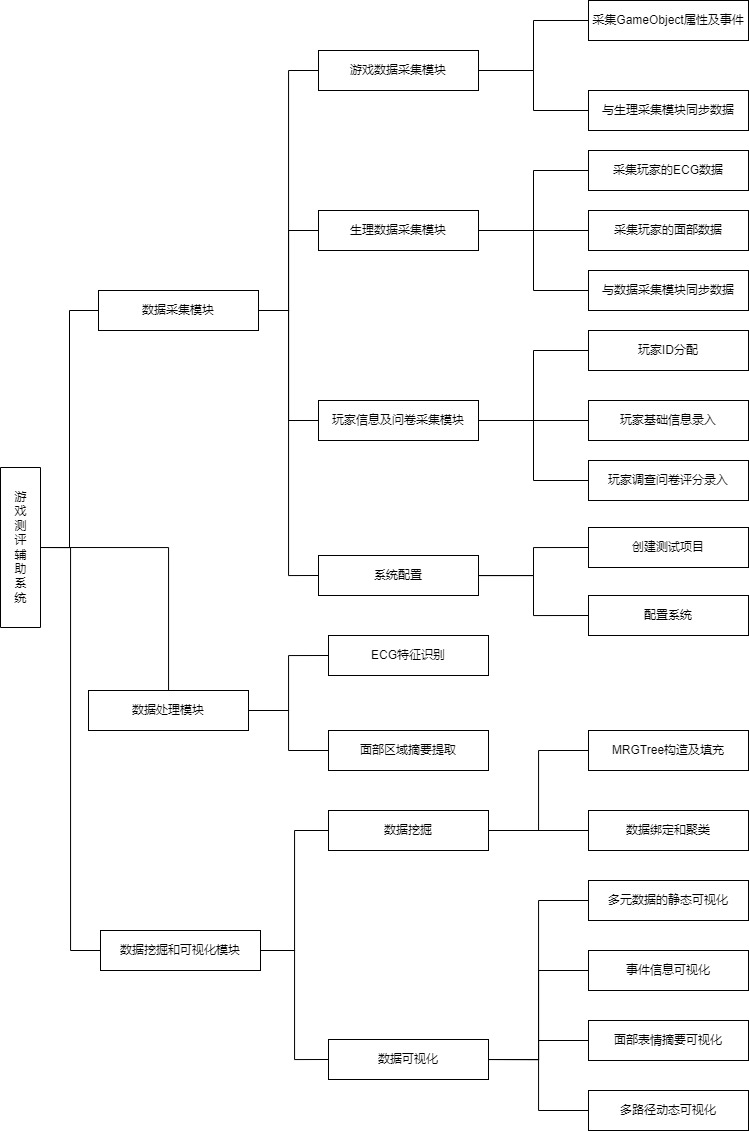 游戏测评辅助系统
数据采集模块
游戏数据采集模块
采集GameObject属性及事件
与生理采集模块同步数据
生理数据采集模块
采集玩家的ECG数据
采集玩家的面部数据
与数据采集模块同步数据
玩家信息及问卷采集模块
玩家ID分配
玩家基础信息录入
玩家调查问卷评分录入
系统配置
创建测试项目
配置系统
数据处理模块
ECG特征识别
面部区域摘要提取
数据挖掘和可视化模块
数据挖掘
MRGTree构造及填充
数据绑定和聚类
数据可视化
多元数据的静态可视化
事件信息可视化
面部表情摘要可视化
多路径动态可视化